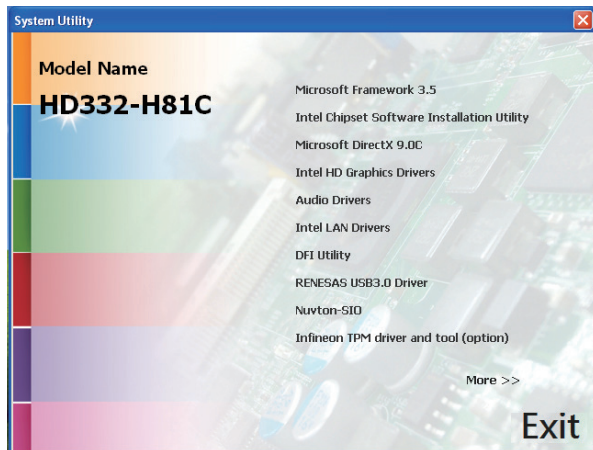 System Utility
Model Name
HD332-H81C
Microsoft Framework 3.5
Intel Chipset Software Installation Utility
Microsoft DirectX 9.0C
Intel HD Graphics Drivers
Audio Drivers
Intel LAN Drivers
DFI Utility
RENESAS USB3.0 Driver
Nuvton-SIO
Infineon TPM driver and tool (option)
More >>
Exit